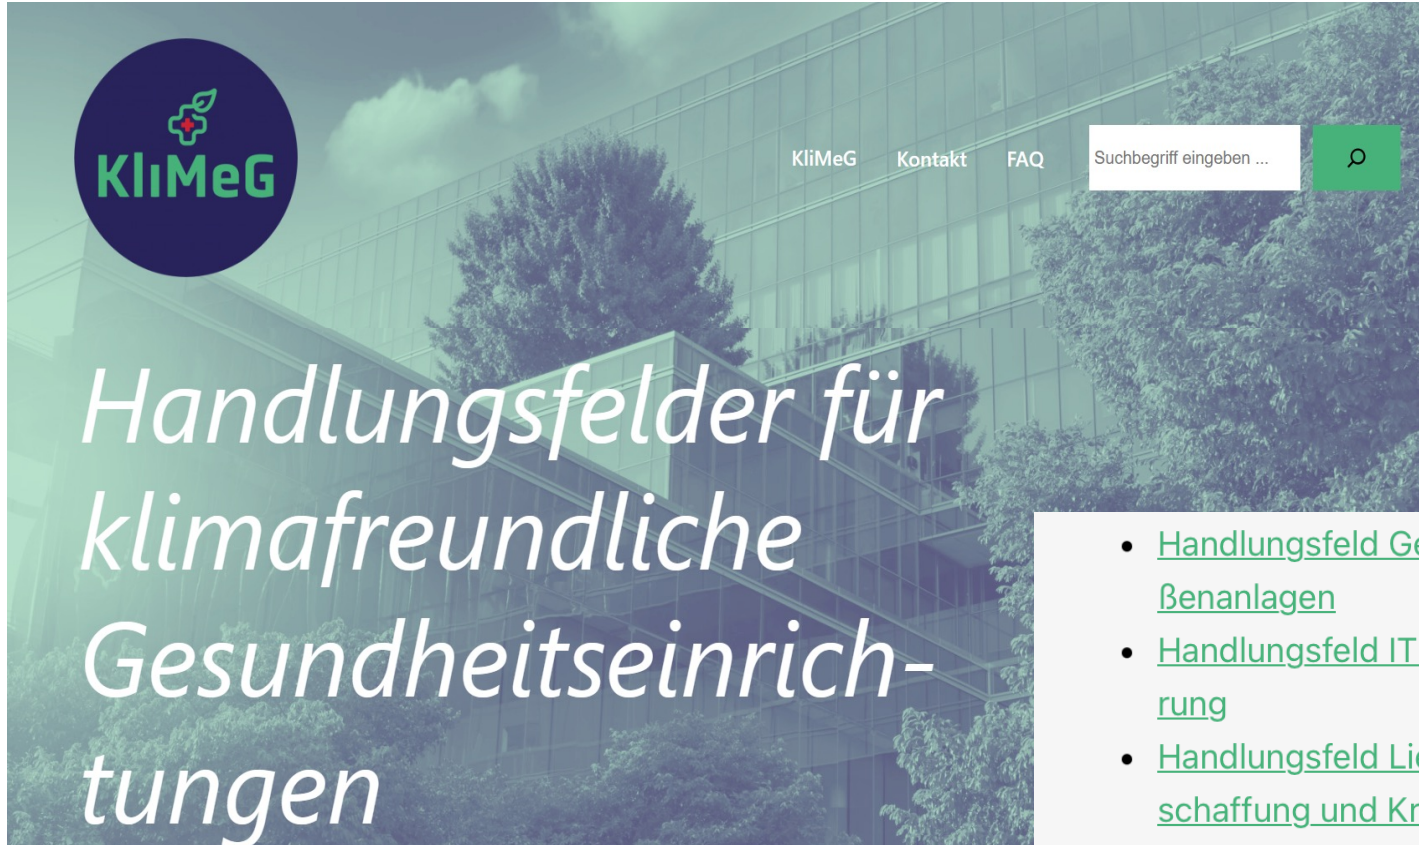 KliMeG
KliMeG Kontakt FAQ Suchbegriff eingeben ...
Handlungsfelder für
klimafreundliche
Gesundheitseinrich-
tungen
Handlungsfeld
ßenanlagen
Handlungsfeld IT
rung
Handlungsfeld
schaffung und